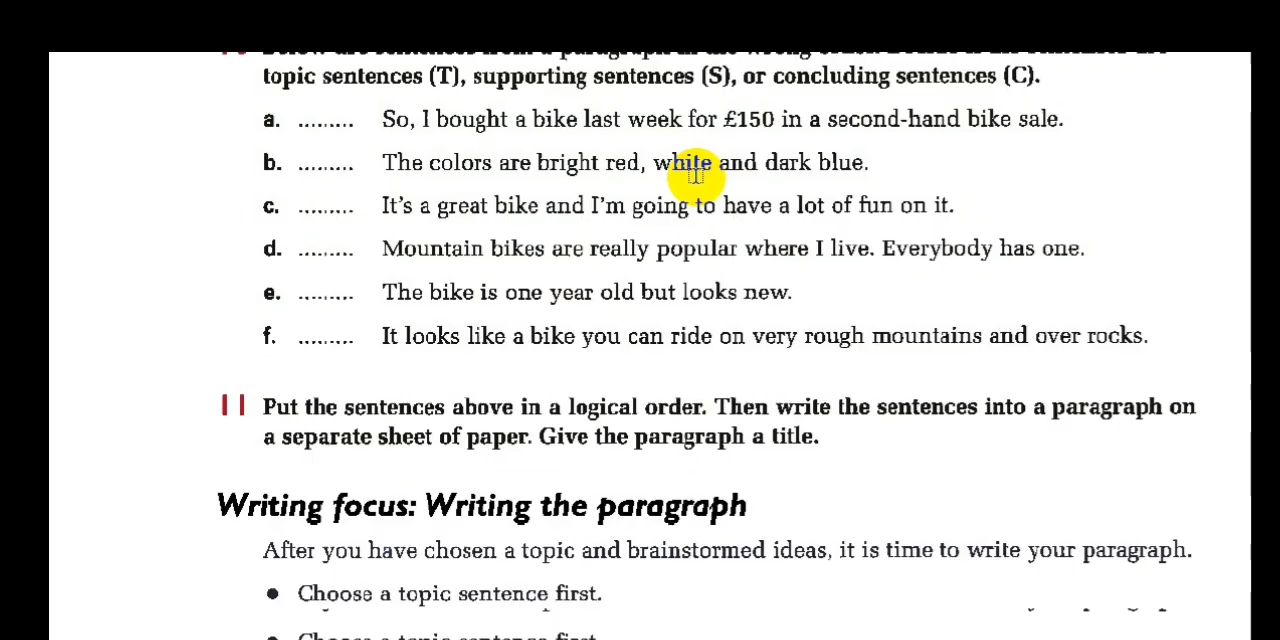 topic sentences (T), supporting sentences (S), or concluding sentences (C).
a. ......... So, I bought a bike last week for £150 in a second-hand bike sale.
b. ......... The colors are bright red, white and dark blue.
c. ......... It's a great bike and I'm going to have a lot of fun on it.
d. ......... Mountain bikes are really popular where I live. Everybody has one.
e. ......... The bike is one year old but looks new.
f. ......... It looks like a bike you can ride on very rough mountains and over rocks.
11 Put the sentences above in a logical order. Then write the sentences into a paragraph on
a separate sheet of paper. Give the paragraph a title.
Writing focus: Writing the paragraph
After you have chosen a topic and brainstormed ideas, it is time to write your paragraph.
• Choose a topic sentence first.
• Choose a topic sentence first.